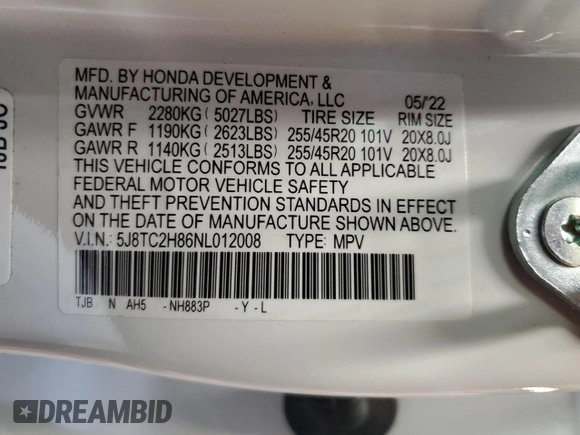 MFD. BY HONDA DEVELOPMENT &
MANUFACTURING OF AMERICA, LLC 05/'22
GVWR 2280KG ( 5027LBS) TIRE SIZE RIM SIZE
GAWR F 1190KG ( 2623LBS) 255/45R20 101V 20X8.0J
GAWR R 1140KG ( 2513LBS) 255/45R20 101V 20X8.0J
THIS VEHICLE CONFORMS TO ALL APPLICABLE
FEDERAL MOTOR VEHICLE SAFETY
AND THEFT PREVENTION STANDARDS IN EFFECT
ON THE DATE OF MANUFACTURE SHOWN ABOVE.
V.I.N.: 5J8TC2H86NL012008 TYPE: MPV
TJB N AH5 - NH883P - Y - L
DREAMBID